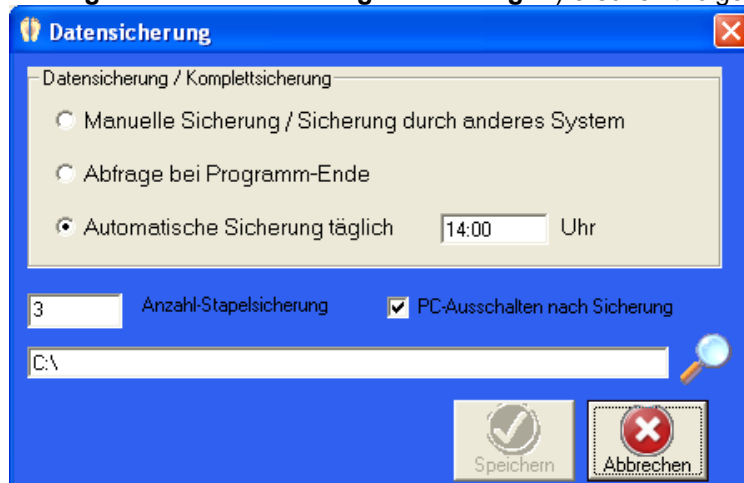 Datensicherung
Datensicherung / Komplettsicherung
Manuelle Sicherung / Sicherung durch anderes System
Abfrage bei Programm-Ende
Automatische Sicherung täglich 14:00 Uhr
3 Anzahl-Stapelsicherung PC-Ausschalten nach Sicherung
C:\
Speichern Abbrechen